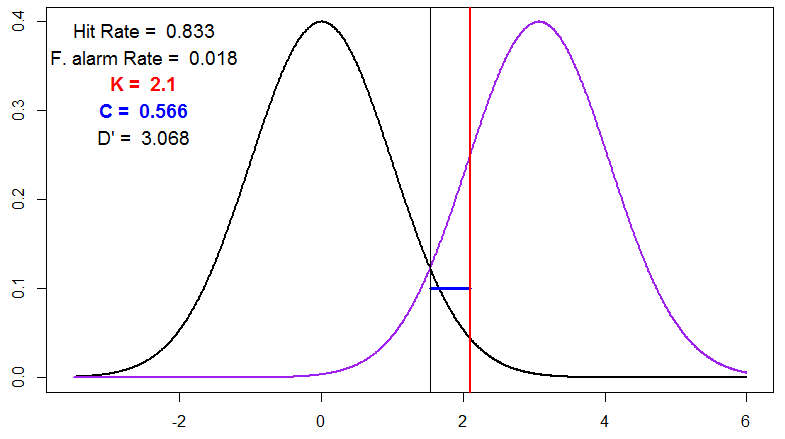 Hit Rate = 0.833
F. alarm Rate = 0.018
K = 2.1
C = 0.566
D' = 3.068
0.4
0.3
0.2
0.1
0.0
-2 0 2 4 6